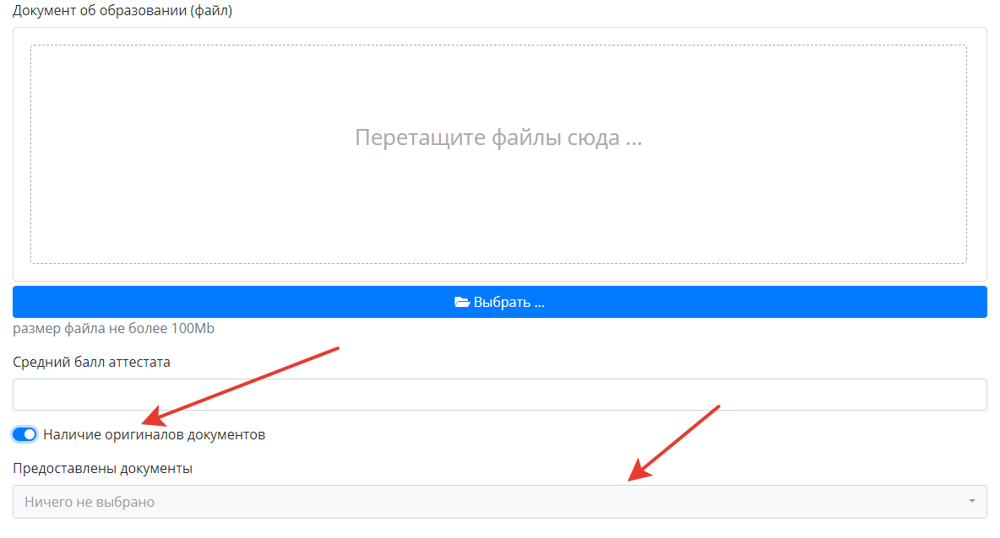 Документ об образовании (файл)
Перетащите файлы сюда ...
Выбрать ...
размер файла не более 100Mb
Средний балл аттестата
Наличие оригиналов документов
Предоставлены документы
Ничего не выбрано